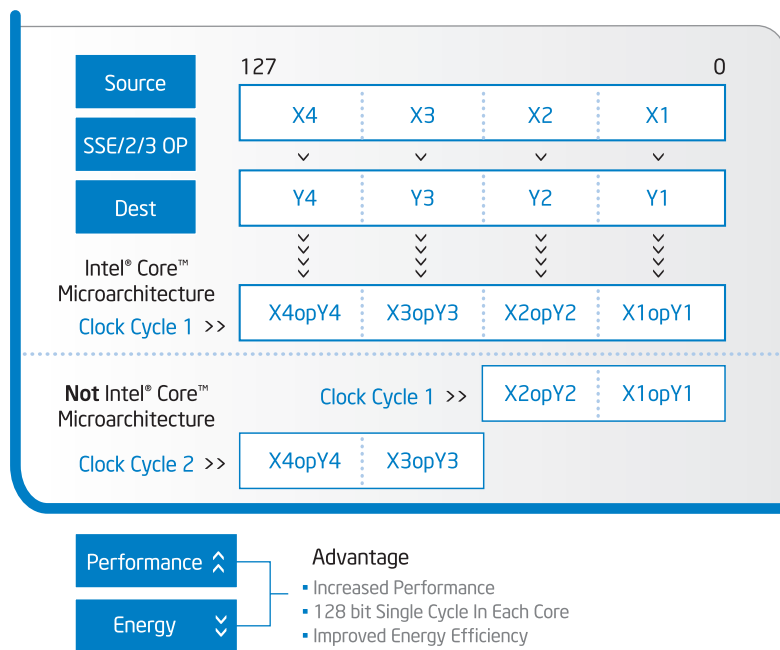 127 0
Source
X4 X3 X2 X1
SSE/2/3 OP
Dest
Y4 Y3 Y2 Y1
Intel® Core™
Microarchitecture
Clock Cycle 1 >> X4opY4 X3opY3 X2opY2 X1opY1
Not Intel® Core™
Microarchitecture
Clock Cycle 1 >> X2opY2 X1opY1
Clock Cycle 2 >> X4opY4 X3opY3
Performance
Energy
Advantage
▪ Increased Performance
▪ 128 bit Single Cycle In Each Core
▪ Improved Energy Efficiency